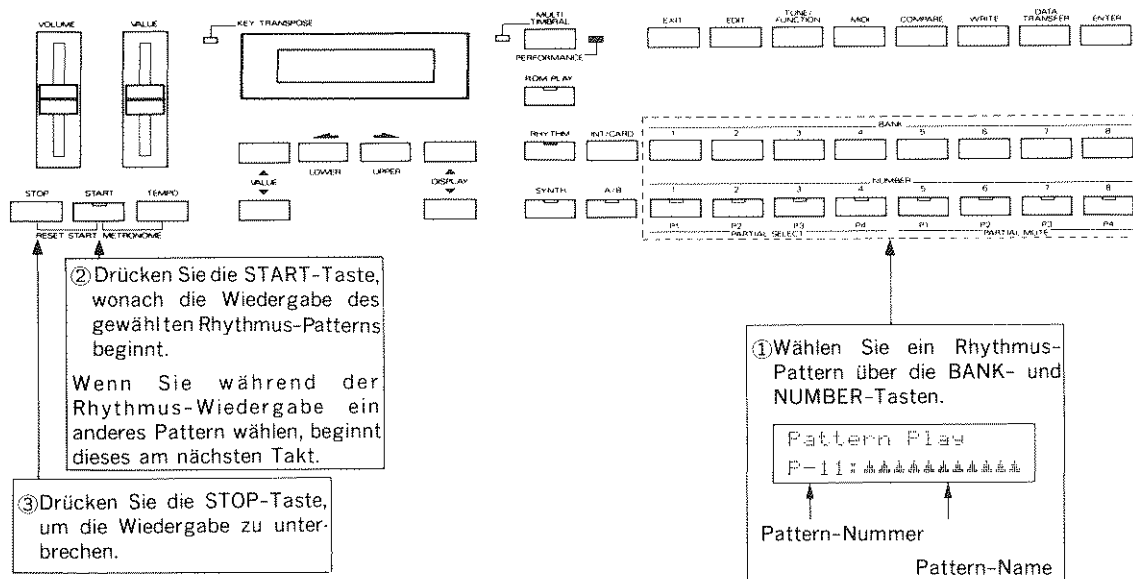 VOLUME
VALUE
KEY TRANSPOSE
MULTI
TIMBRAL
PERFORMANCE
EXIT
EDIT
TUNE/
FUNCTION
MIDI
COMPARE
WRITE
DATA
TRANSFER
ENTER
ROM PLAY
BANK
RHYTHM
INT/CARD
1 2 3 4 5 6 7 8
VALUE
LOWER
UPPER
DISPLAY
NUMBER
SYNTH
A/B
1 2 3 4 5 6 7 8
P1 P2 P3 P4 P1 P2 P3 P4
PARTIAL SELECT
PARTIAL MUTE
STOP
START
TEMPO
RESET START METRONOME
②Drücken Sie die START-Taste,
wonach die Wiedergabe des
gewählten Rhythmus-Patterns
beginnt.
Wenn Sie während der
Rhythmus-Wiedergabe ein
anderes Pattern wählen, beginnt
dieses am nächsten Takt.
③Drücken Sie die STOP-Taste,
um die Wiedergabe zu unter-
brechen.
①Wählen Sie ein Rhythmus-
Pattern über die BANK- und
NUMBER-Tasten.
Pattern Play
P-11:
Pattern-Nummer
Pattern-Name